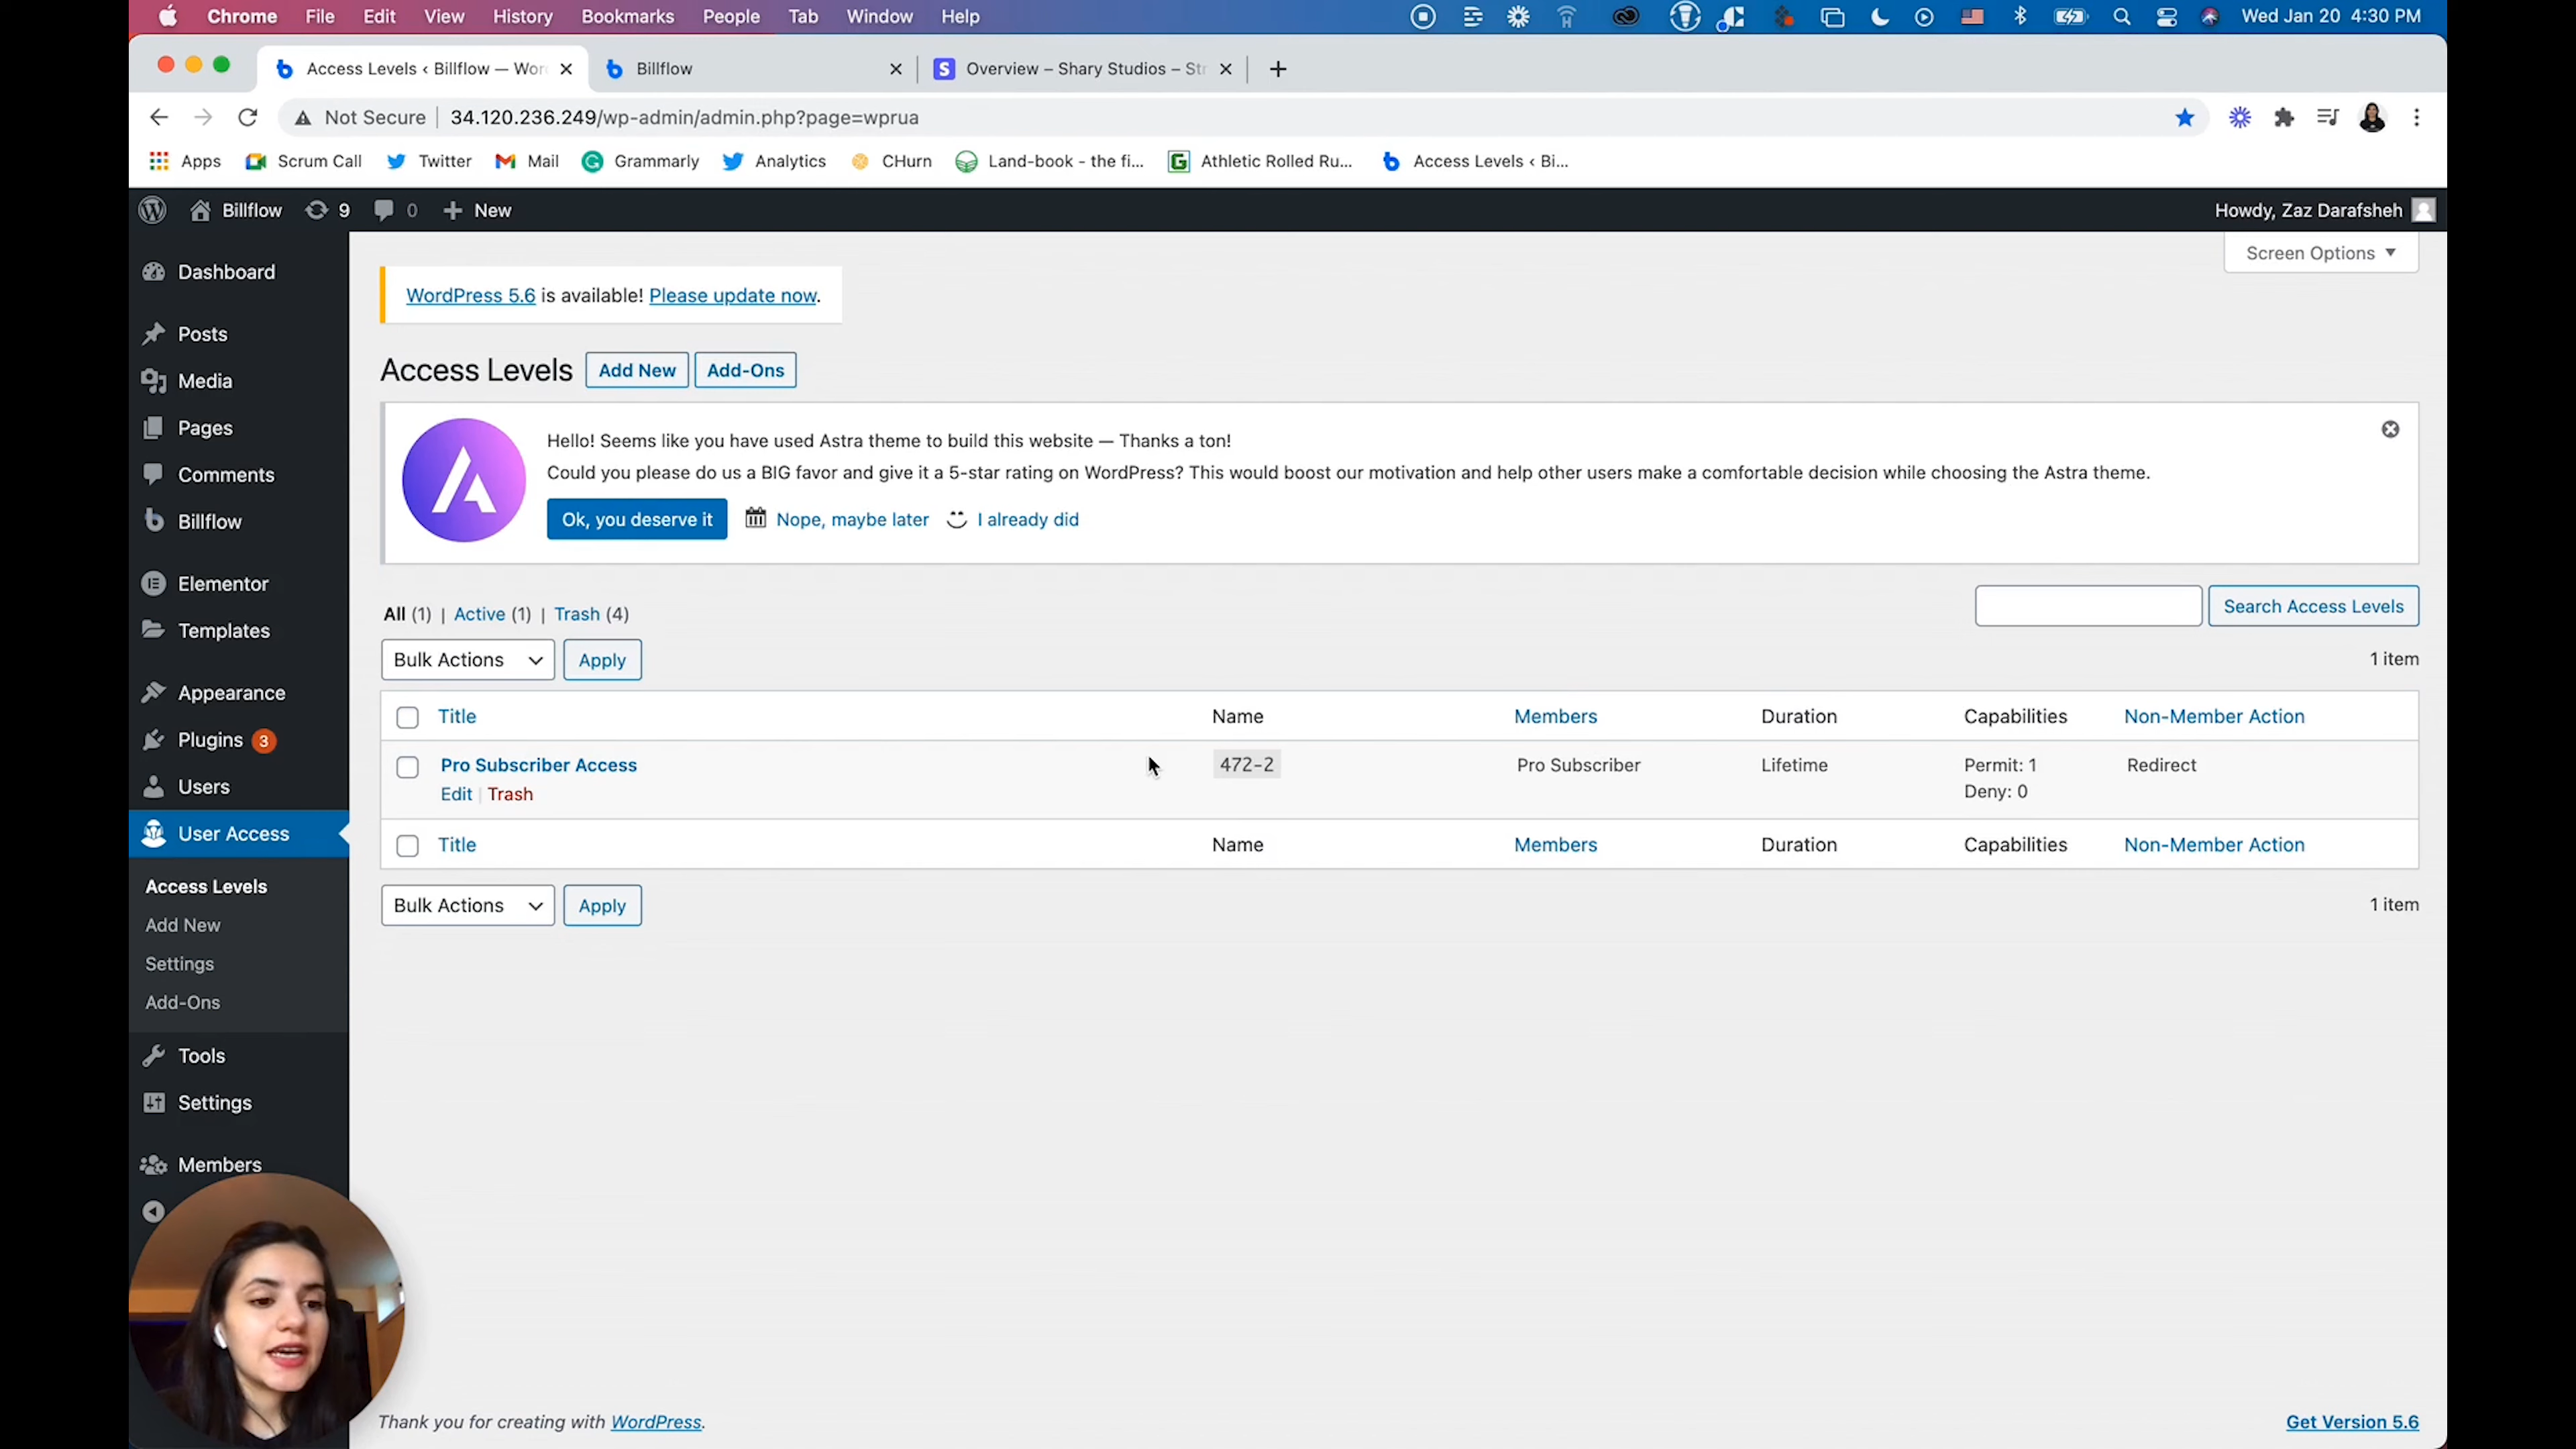 Chrome File Edit View History Bookmarks People Tab Window Help Wed Jan 20 4:30 PM
Access Levels ‹ Billflow — Wor Billflow Overview – Shary Studios – Str
Not Secure 34.120.236.249/wp-admin/admin.php?page=wprua
Apps Scrum Call Twitter Mail Grammarly Analytics CHurn Land-book - the fi... Athletic Rolled Ru... Access Levels ‹ Bi...
Billflow 9 0 New Howdy, Zaz Darafsheh
Screen Options
Dashboard
Posts
Media
Pages
Comments
Billflow
Elementor
Templates
Appearance
Plugins 3
Users
User Access
Access Levels
Add New
Settings
Add-Ons
Tools
Settings
Members
WordPress 5.6 is available! Please update now.
Access Levels Add New Add-Ons
Hello! Seems like you have used Astra theme to build this website — Thanks a ton!
Could you please do us a BIG favor and give it a 5-star rating on WordPress? This would boost our motivation and help other users make a comfortable decision while choosing the Astra theme.
Ok, you deserve it Nope, maybe later I already did
All (1) | Active (1) | Trash (4)
Search Access Levels
Bulk Actions Apply 1 item
Title Name Members Duration Capabilities Non-Member Action
Pro Subscriber Access 472-2 Pro Subscriber Lifetime Permit: 1 Redirect
Edit | Trash Deny: 0
Title Name Members Duration Capabilities Non-Member Action
Bulk Actions Apply 1 item
Thank you for creating with WordPress. Get Version 5.6